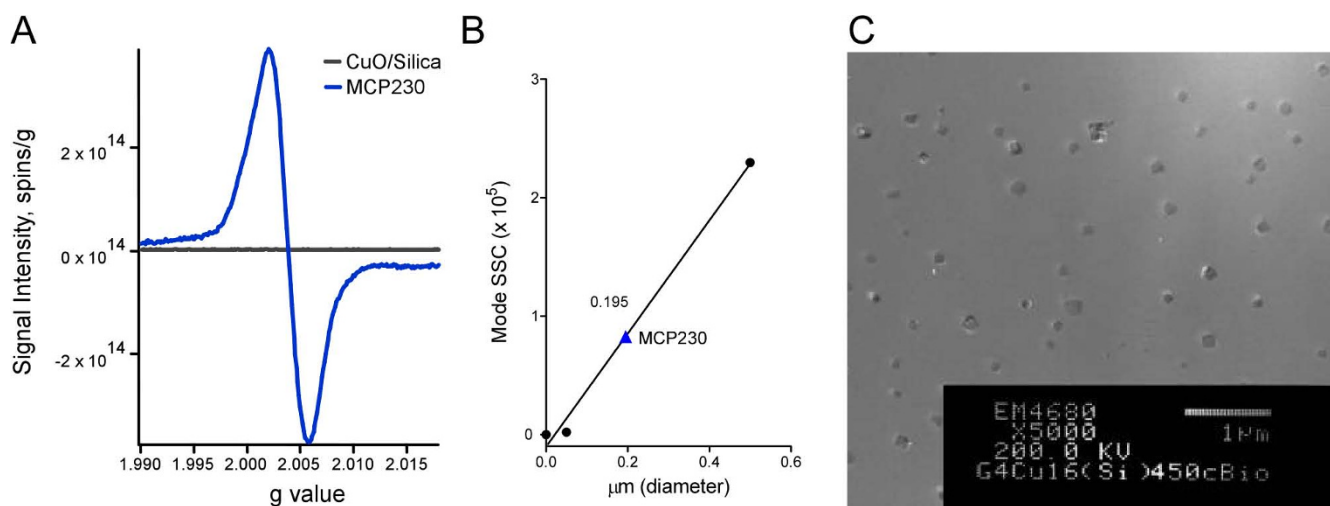 A
Signal Intensity, spins/g
2 x 10^14
0 x 10^14
-2 x 10^14
CuO/Silica
MCP230
1.990 1.995 2.000 2.005 2.010 2.015
g value
B
Mode SSC (x 10^5)
3
2
1
0
0.195
MCP230
0.0 0.2 0.4 0.6
μm (diameter)
C
EM4680
X5000
200.0 KV
G4Cu16(Si)450cBio
1μm